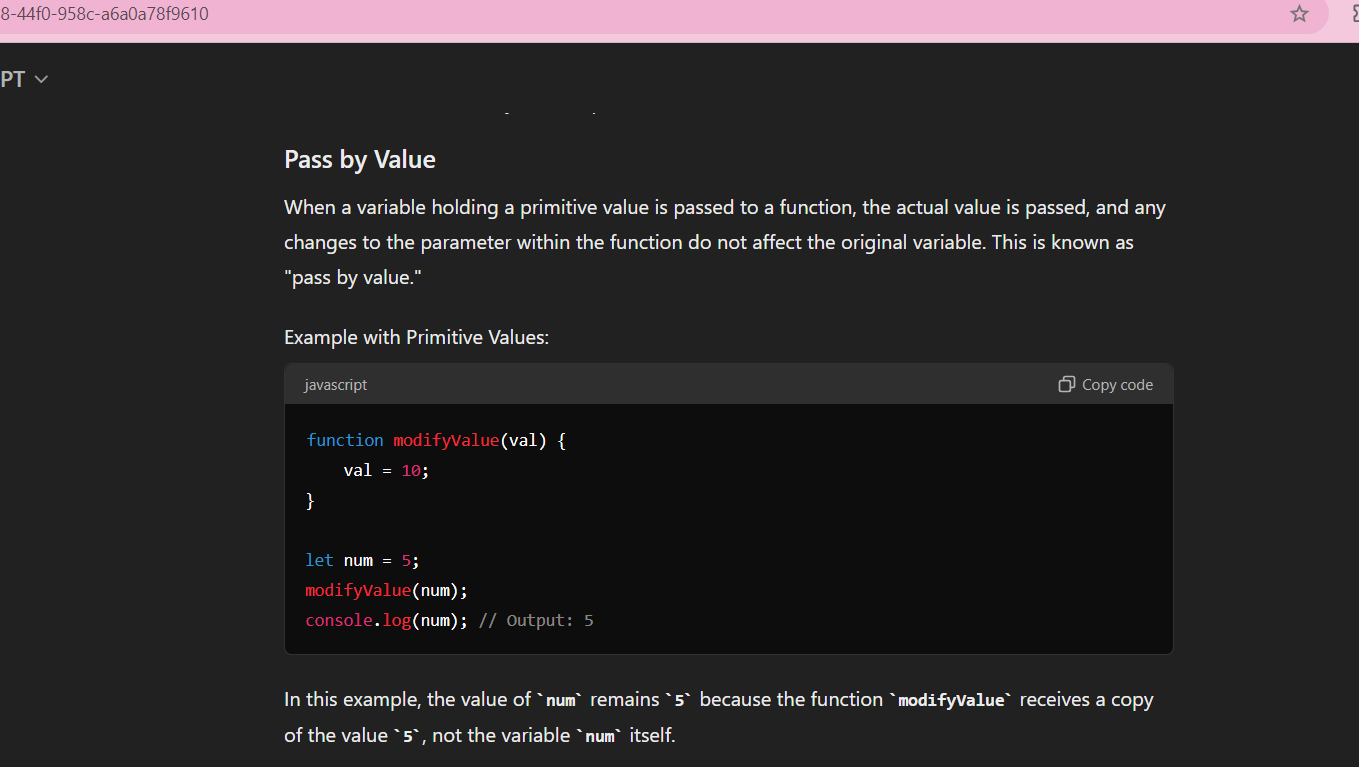 8-44f0-958c-a6a0a78f9610
PT
Pass by Value
When a variable holding a primitive value is passed to a function, the actual value is passed, and any
changes to the parameter within the function do not affect the original variable. This is known as
"pass by value."
Example with Primitive Values:
javascript
Copy code
function modifyValue(val) {
    val = 10;
}
let num = 5;
modifyValue(num);
console.log(num); // Output: 5
In this example, the value of `num` remains `5` because the function `modifyValue` receives a copy
of the value `5`, not the variable `num` itself.